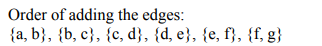 Order of adding the edges:
{a, b}, {b, c}, {c, d}, {d, e}, {e, f}, {f, g}